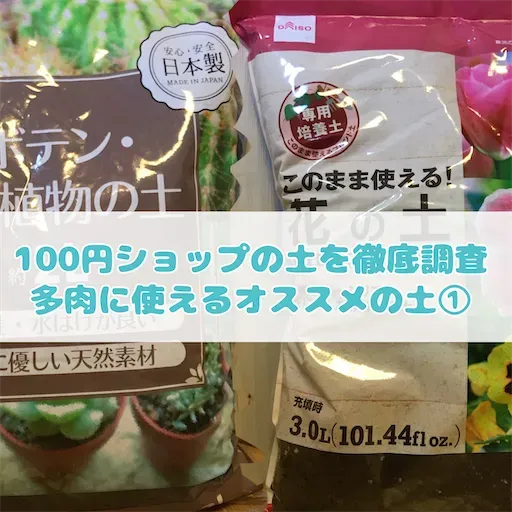 安心・安全
日本製
MADE IN JAPAN
ボテン・
植物の土
約
水はけが良い
に優しい天然素材
DAISO
専用
培養土
このまま使える!
花の土
100円ショップの土を徹底調査
多肉に使えるオススメの土①
充填時
3.0L(101.44fl oz.)